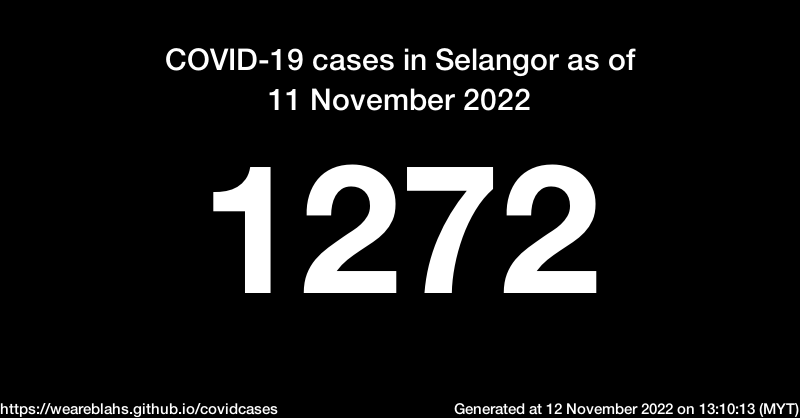 COVID-19 cases in Selangor as of
11 November 2022
1272
https://weareblahs.github.io/covidcases
Generated at 12 November 2022 on 13:10:13 (MYT)